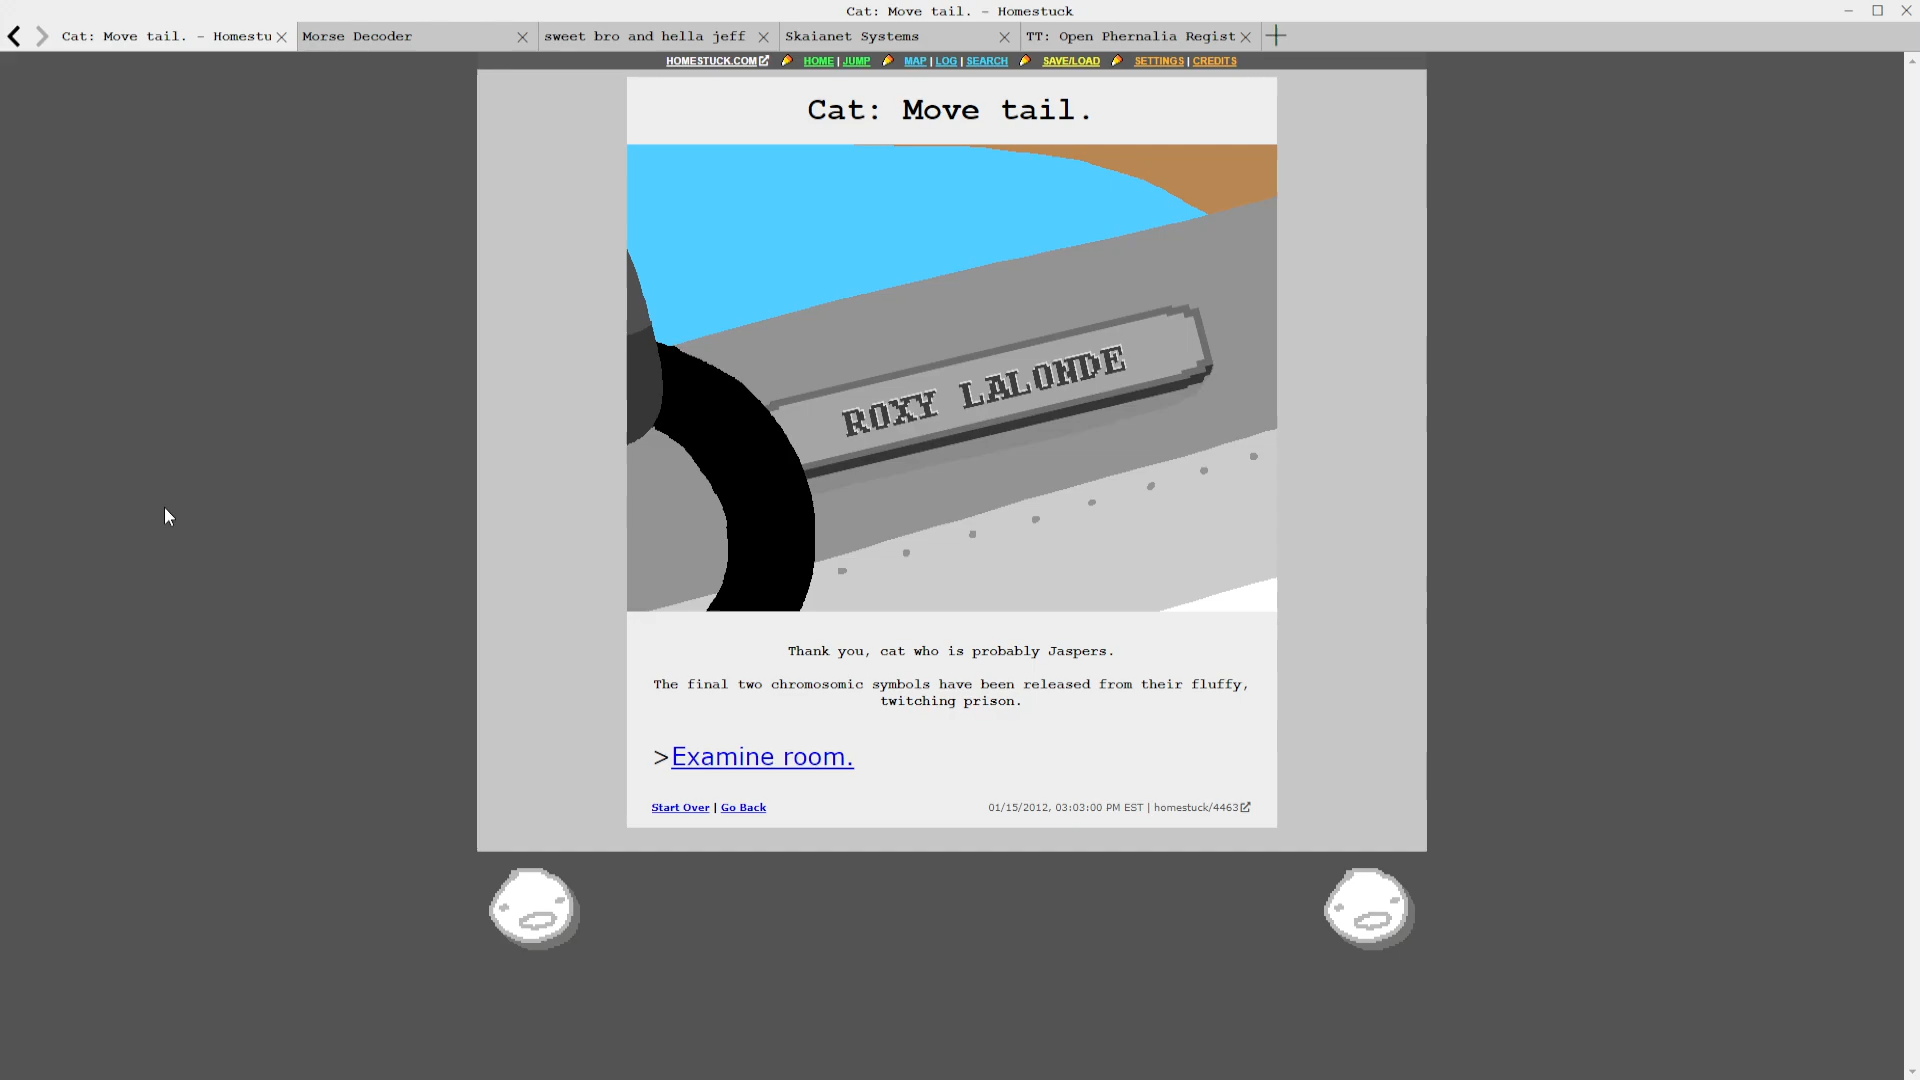 Cat: Move tail. - Homestuck
Cat: Move tail. - Homestu
Morse Decoder
sweet bro and hella jeff
Skaianet Systems
TT: Open Phernalia Regist
HOMESTUCK.COM HOME | JUMP MAP | LOG | SEARCH SAVE/LOAD SETTINGS | CREDITS
Cat: Move tail.
ROXY LALONDE
Thank you, cat who is probably Jaspers.
The final two chromosomic symbols have been released from their fluffy,
twitching prison.
>Examine room.
Start Over | Go Back
01/15/2012, 03:03:00 PM EST | homestuck/4463